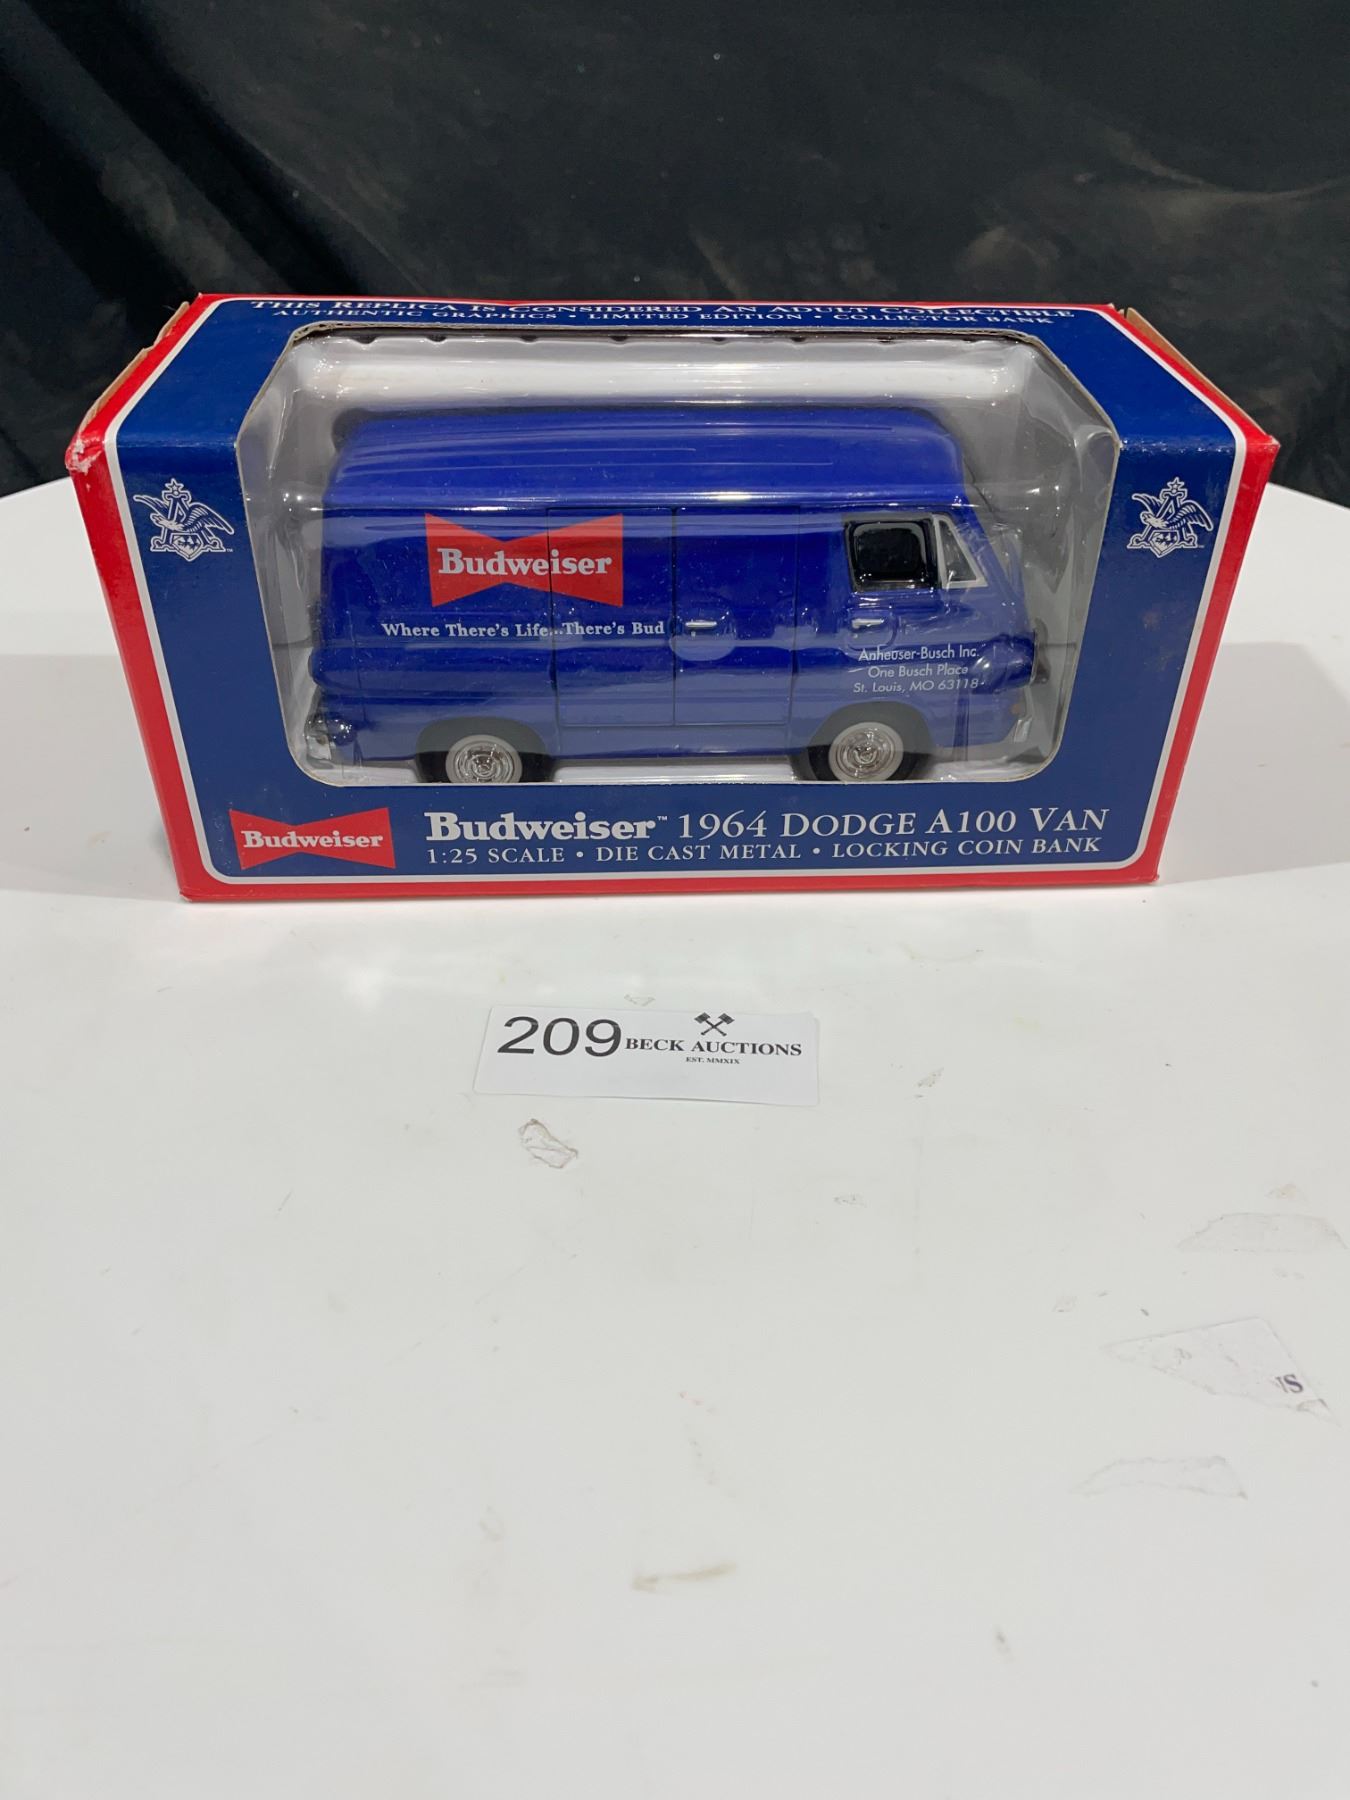 THIS REPLICA IS CONSIDERED AN ADULT COLLECTIBLE
AUTHENTIC GRAPHICS • LIMITED EDITION • COLLECTOR BANK
Budweiser
Where There's Life...There's Bud
Anheuser-Busch Inc.
One Busch Place
St. Louis, MO 63118
Budweiser
Budweiser™ 1964 DODGE A100 VAN
1:25 SCALE • DIE CAST METAL • LOCKING COIN BANK
209 BECK AUCTIONS
EST. MMXIX
NS